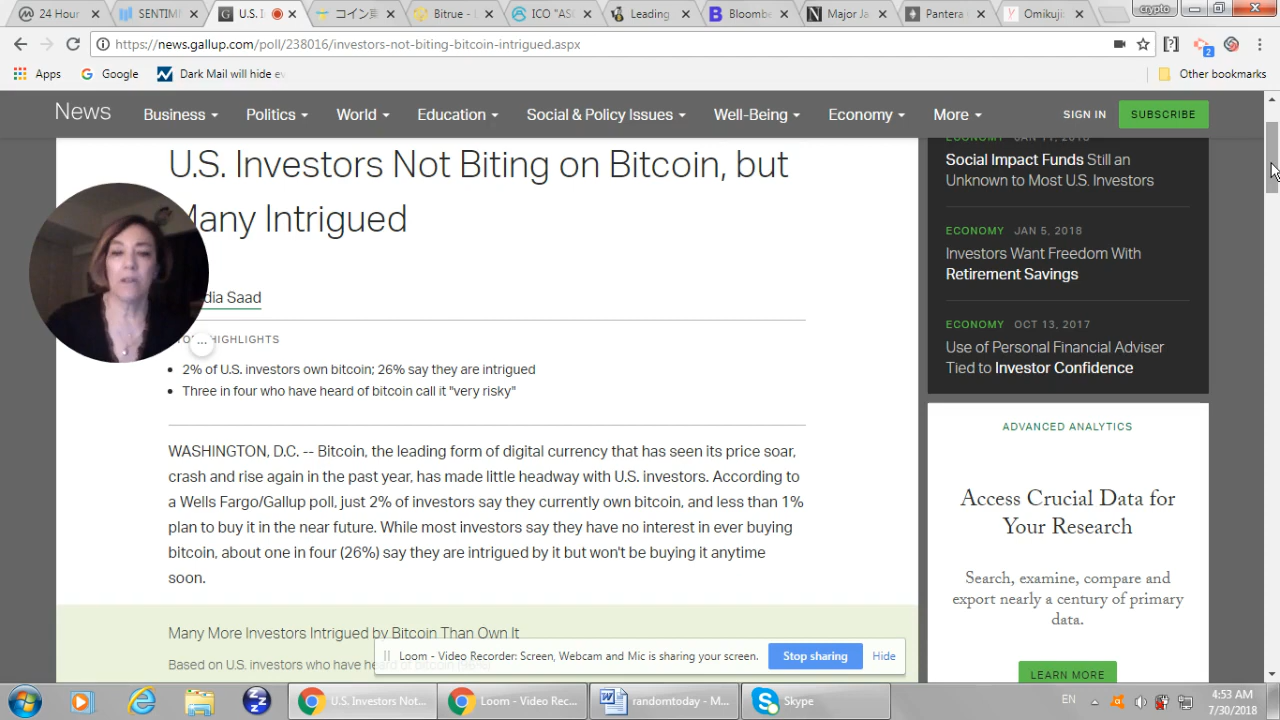 24 Hour
SENTIM
U.S. I
コイン
Bitrue -
ICO "AS
Leading
Bloomb
Major Ja
Pantera
Omikuji
crypto
https://news.gallup.com/poll/238016/investors-not-biting-bitcoin-intrigued.aspx
2
Apps
Google
Dark Mail will hide
Other bookmarks
News
Business
Politics
World
Education
Social & Policy Issues
Well-Being
Economy
More
SIGN IN
SUBSCRIBE
U.S. Investors Not Biting on Bitcoin, but
Many Intrigued
dia Saad
HIGHLIGHTS
2% of U.S. investors own bitcoin; 26% say they are intrigued
Three in four who have heard of bitcoin call it "very risky"
WASHINGTON, D.C. -- Bitcoin, the leading form of digital currency that has seen its price soar,
crash and rise again in the past year, has made little headway with U.S. investors. According to
a Wells Fargo/Gallup poll, just 2% of investors say they currently own bitcoin, and less than 1%
plan to buy it in the near future. While most investors say they have no interest in ever buying
bitcoin, about one in four (26%) say they are intrigued by it but won't be buying it anytime
soon.
Many More Investors Intrigued by Bitcoin Than Own It
Based on U.S. investors who have
ECONOMY JAN 11, 2018
Social Impact Funds Still an
Unknown to Most U.S. Investors
ECONOMY JAN 5, 2018
Investors Want Freedom With
Retirement Savings
ECONOMY OCT 13, 2017
Use of Personal Financial Adviser
Tied to Investor Confidence
ADVANCED ANALYTICS
Access Crucial Data for
Your Research
Search, examine, compare and
export nearly a century of primary
data.
LEARN MORE
Loom - Video Recorder: Screen, Webcam and Mic is sharing your screen.
Stop sharing
Hide
U.S. Investors Not...
Loom - Video Rec...
randomtoday - M...
Skype
EN
4:53 AM
7/30/2018